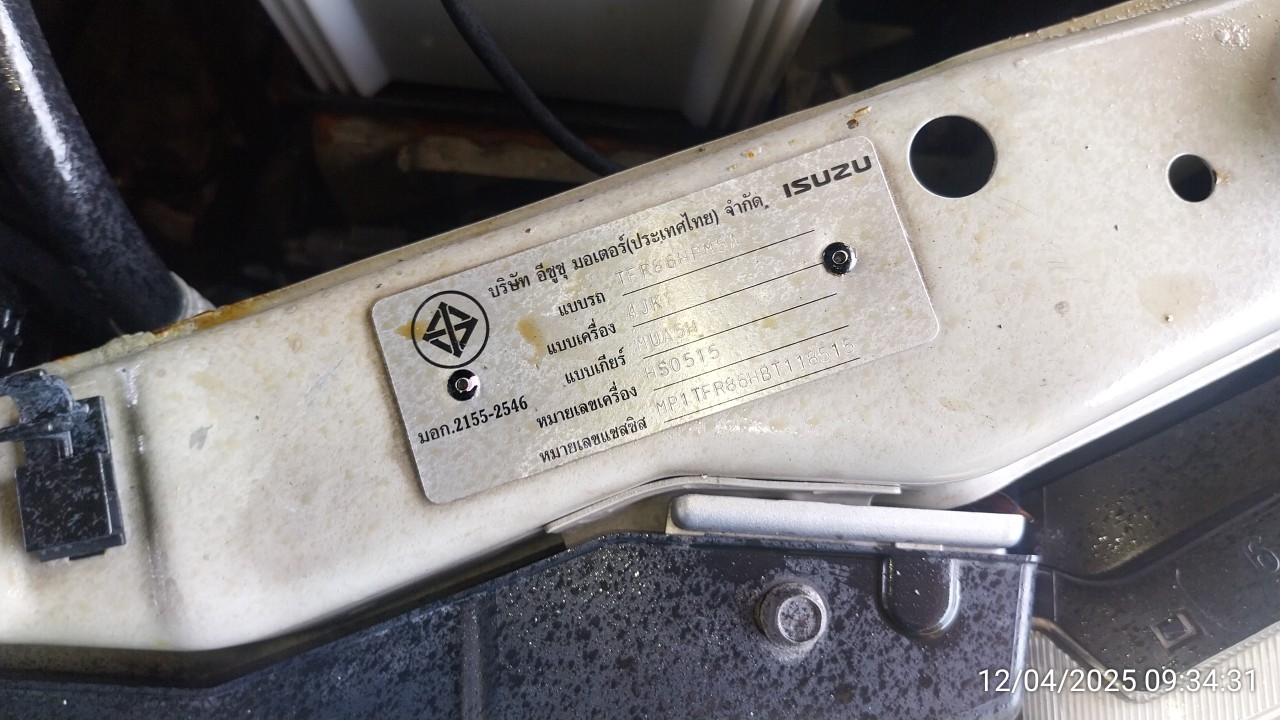 ISUZU
บริษัท อีซูซุ มอเตอร์(ประเทศไทย) จำกัด.
แบบรถ
แบบเครื่อง
แบบเกียร์ MUA5H
หมายเลขเครื่อง HS0515
หมายเลขแชสซิส MP1TFR86HBT118515
มอก.2155-2546
12/04/2025 09:34:31